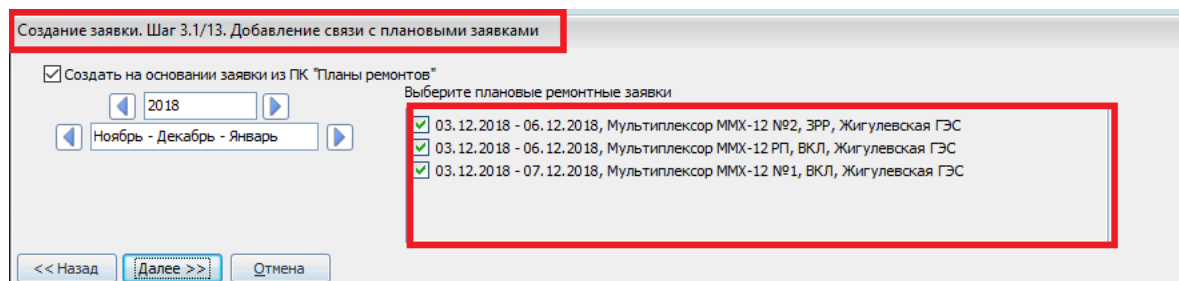 Создание заявки. Шаг 3.1/13. Добавление связи с плановыми заявками
Создать на основании заявки из ПК "Планы ремонтов"
2018
Ноябрь - Декабрь - Январь
Выберите плановые ремонтные заявки
03.12.2018 - 06.12.2018, Мультиплексор ММХ-12 №2, ЗРР, Жигулевская ГЭС
03.12.2018 - 06.12.2018, Мультиплексор ММХ-12 РП, ВКЛ, Жигулевская ГЭС
03.12.2018 - 07.12.2018, Мультиплексор ММХ-12 №1, ВКЛ, Жигулевская ГЭС
<< Назад
Далее >>
Отмена